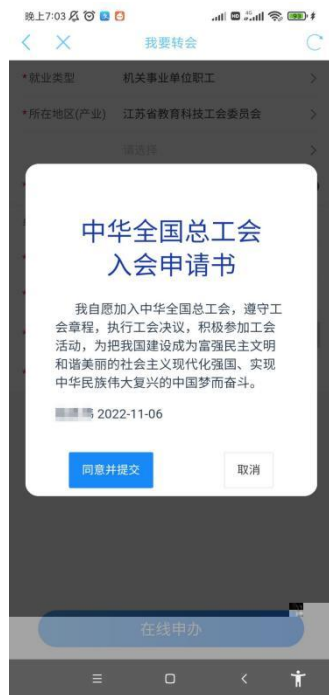 晚上7:03
我要转会
*就业类型 机关事业单位职工
*所在地区(产业) 江苏省教育科技工会委员会
请选择
中华全国总工会
入会申请书
我自愿加入中华全国总工会，遵守工
会章程，执行工会决议，积极参加工会
活动，为把我国建设成为富强民主文明
和谐美丽的社会主义现代化强国、实现
中华民族伟大复兴的中国梦而奋斗。
2022-11-06
同意并提交 取消
在线申办